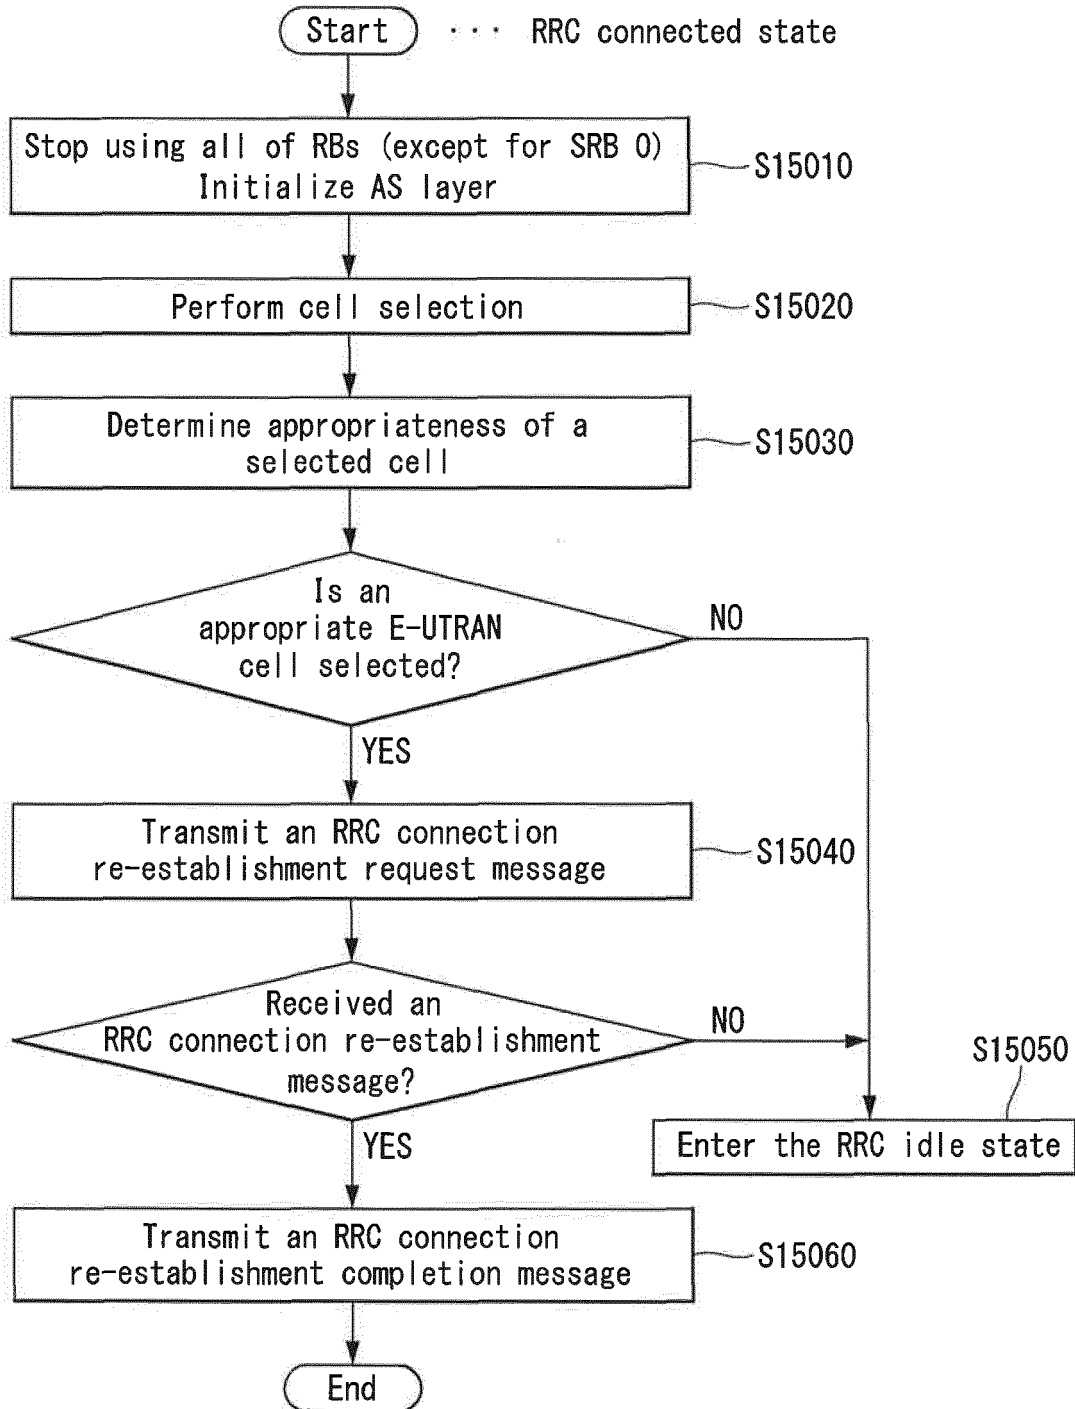 Start ··· RRC connected state
Stop using all of RBs (except for SRB 0)
Initialize AS layer
S15010
Perform cell selection
S15020
Determine appropriateness of a
selected cell
S15030
Is an
appropriate E-UTRAN
cell selected?
NO
YES
Transmit an RRC connection
re-establishment request message
S15040
Received an
RRC connection re-establishment
message?
NO
YES
S15050
Enter the RRC idle state
Transmit an RRC connection
re-establishment completion message
S15060
End